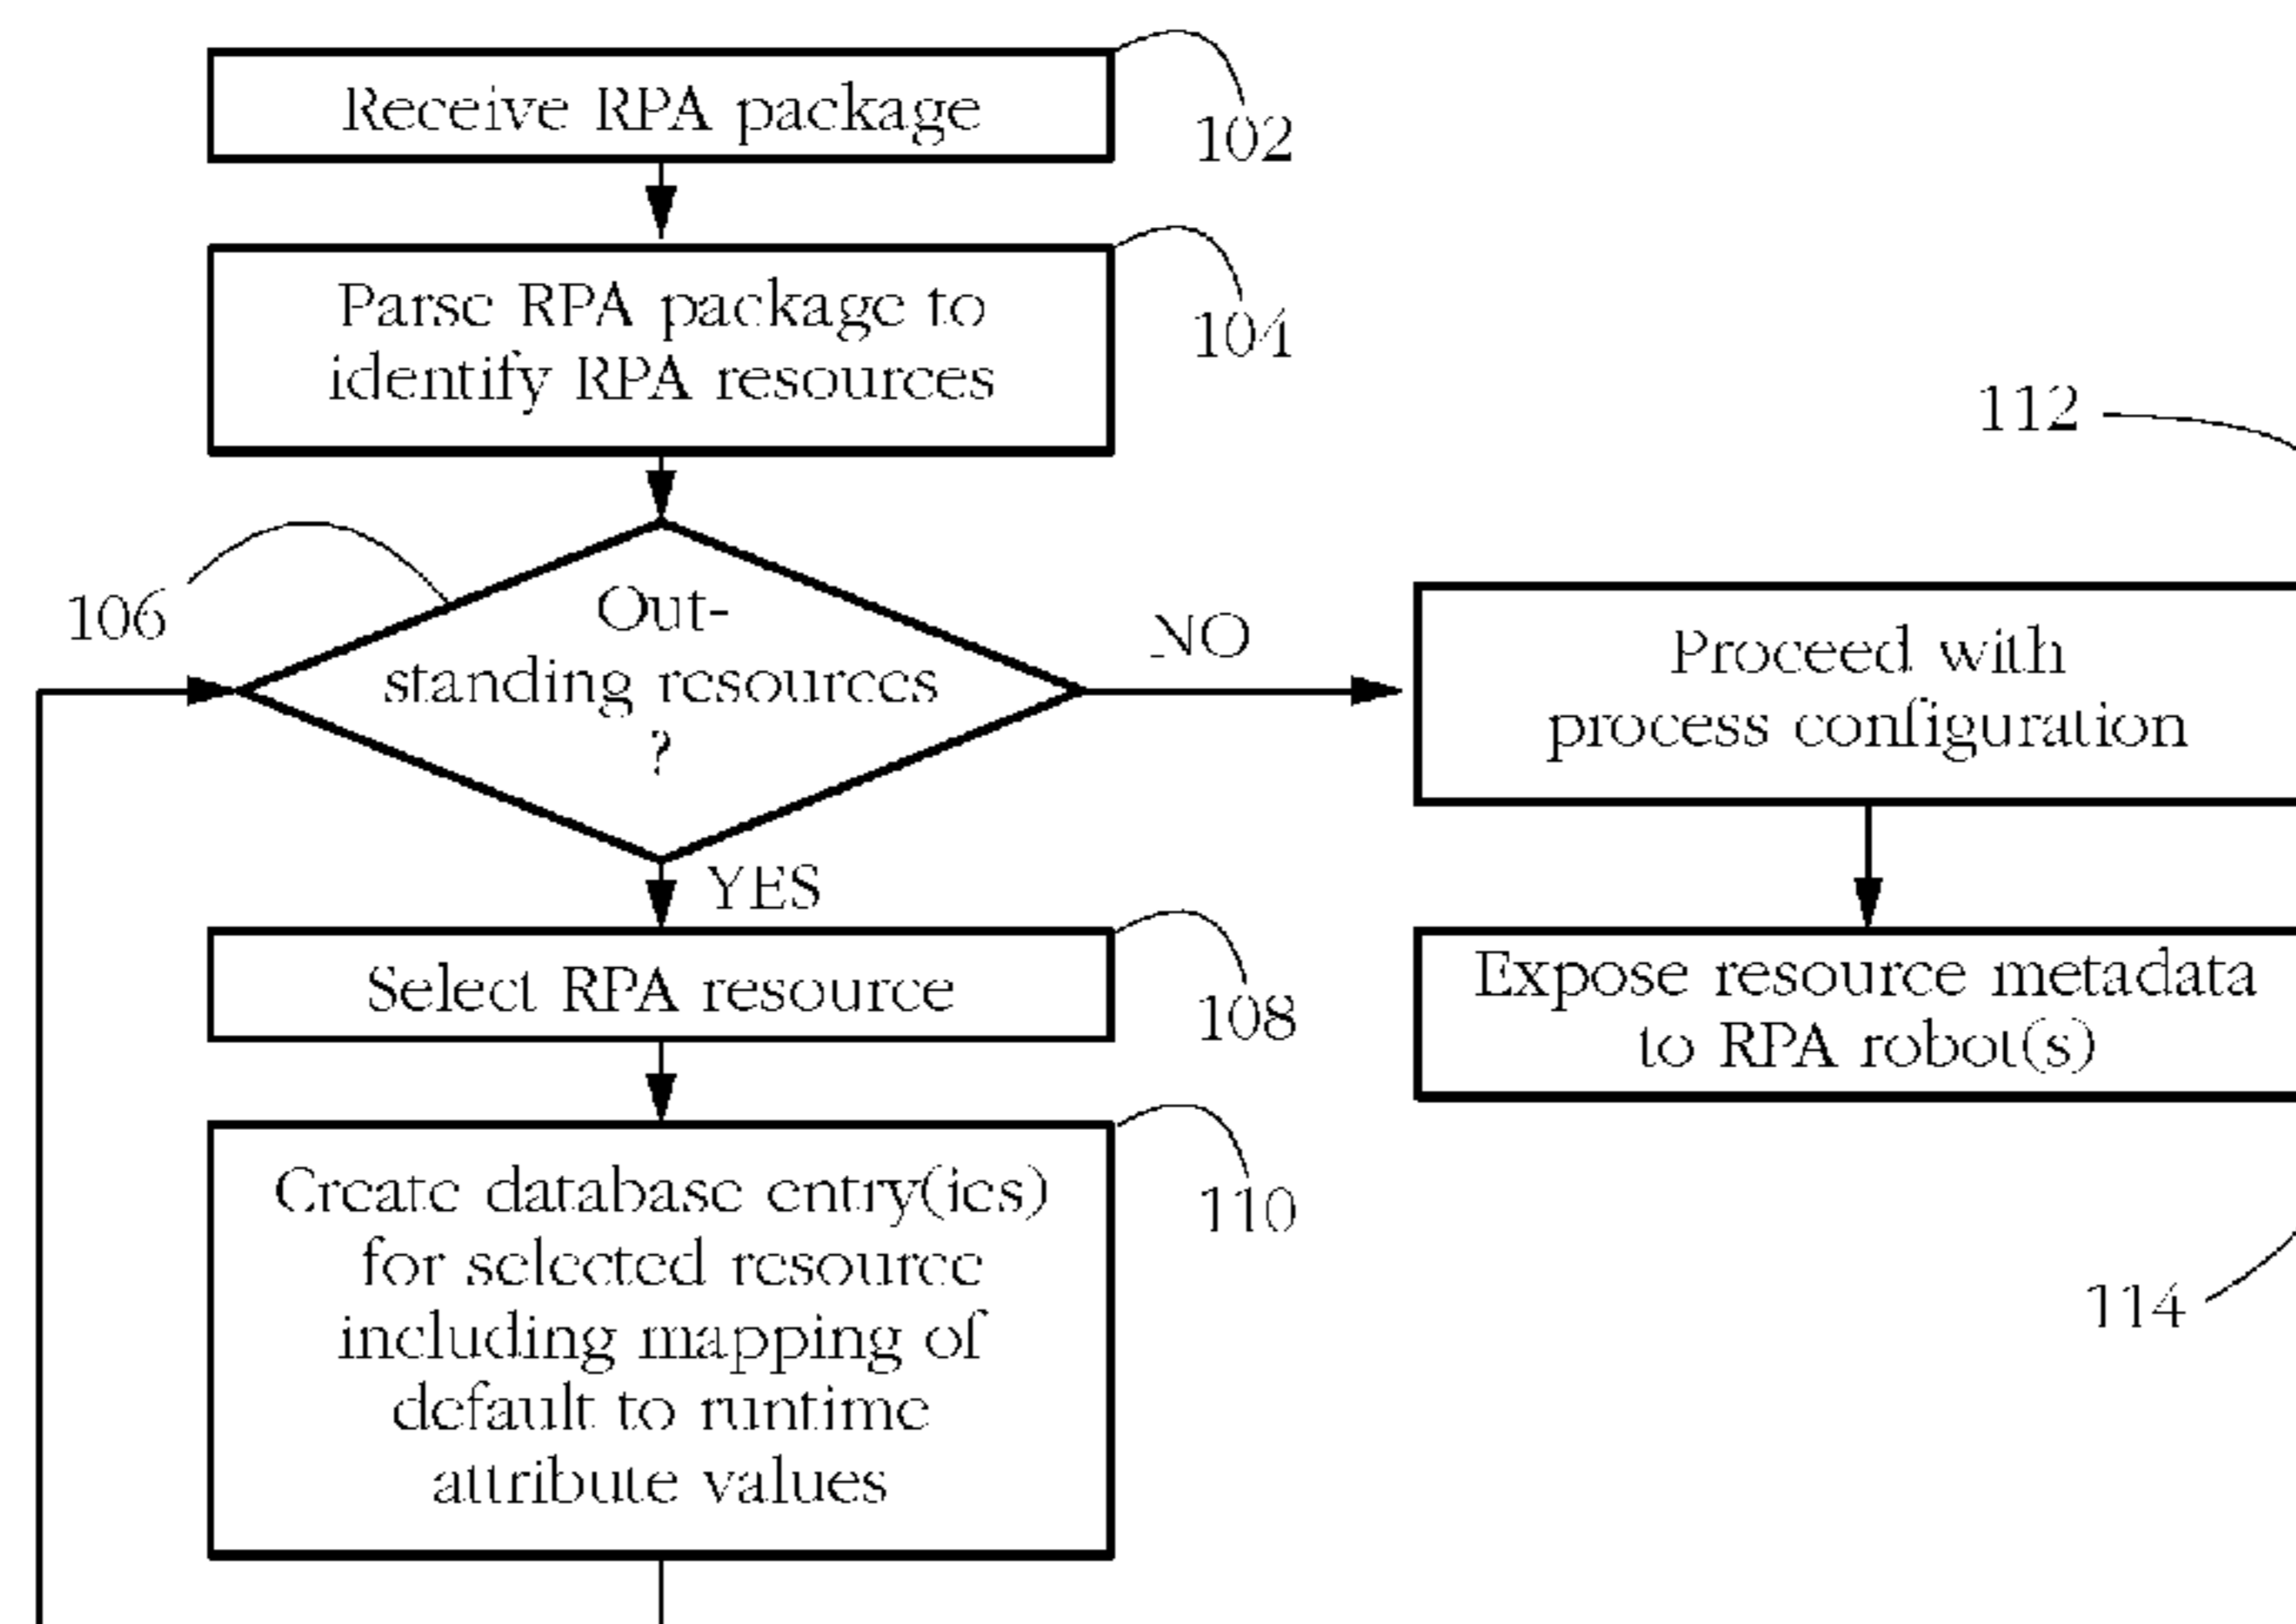 Receive RPA package
102
Parse RPA package to
identify RPA resources
104
112
106
Out-
standing resources
?
NO
Proceed with
process configuration
YES
Select RPA resource
108
Expose resource metadata
to RPA robot(s)
Create database entry(ies)
for selected resource
including mapping of
default to runtime
attribute values
110
114